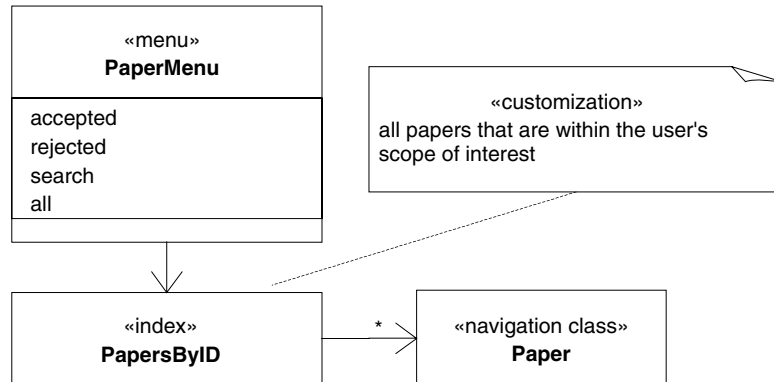 «menu»
PaperMenu
accepted
rejected
search
all
«customization»
all papers that are within the user's
scope of interest
«index»
PapersByID
*
«navigation class»
Paper